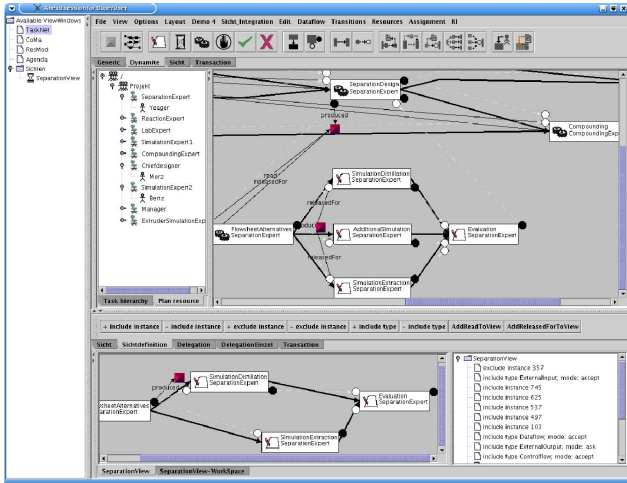 Ahead session for SuperUser
Available ViewWindows
TaskNet
CoMa
ResMod
Agenda
Sichten
SeparationView
File View Options Layout Demo 4 Sicht_Integration Edit Dataflow Transitions Resources Assignment RI
Generic Dynamite Sicht Transaction
/
Projekt
SeparationExpert
Yeager
ReactionExpert
LabExpert
SimulationExpert1
CompoundingExpert
Chiefdesigner
Merz
SimulationExpert2
Bertz
Manager
ExtruderSimulationExp
Task hierarchy Plan resource
SeparationDesign
SeparationExpert
produced
Compounding
CompoundingExp
read
releasedFor
SimulationDistillation
SeparationExpert
releasedFor
FlowsheetAlternatives
SeparationExpert
produc
AdditionalSimulation
SeparationExpert
Evaluation
SeparationExpert
releasedFor
SimulationExtraction
SeparationExpert
+ include instance - include instance + exclude instance - exclude instance + include type - include type AddReadToView AddReleasedForToView
Sicht Sichtdefinition Delegation DelegationEinzel Transaction
SimulationDistillation
SeparationExpert
produced
wsheetAlternatives
parationExpert
Evaluation
SeparationExpert
SimulationExtraction
SeparationExpert
SeparationView
exclude instance 357
include type ExternalInput; mode: accept
include instance 745
include instance 625
include instance 537
include instance 497
include instance 103
include type Dataflow; mode: accept
include type ExternalOutput; mode: ask
include type Controlflow; mode: accept
SeparationView SeparationView-WorkSpace